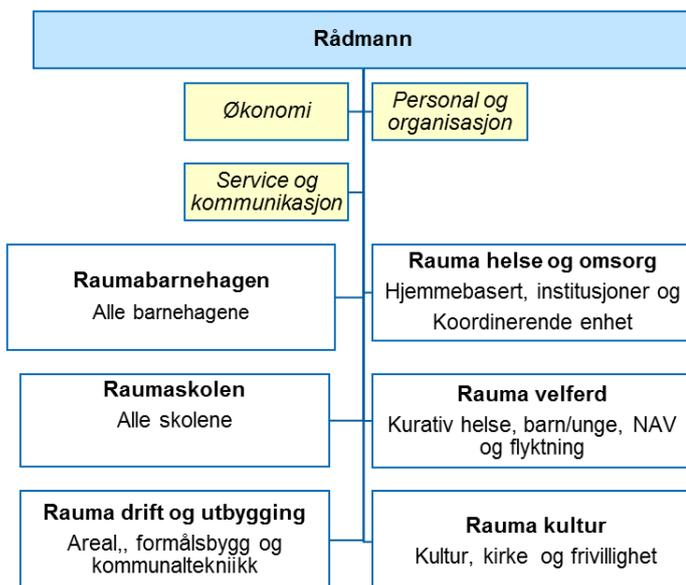 Rådmann
Økonomi
Personal og
organisasjon
Service og
kommunikasjon
Raumabarnehagen
Alle barnehagene
Rauma helse og omsorg
Hjemmebasert, institusjoner og
Koordinerende enhet
Raumaskolen
Alle skolene
Rauma velferd
Kurativ helse, barn/unge, NAV
og flyktning
Rauma drift og utbygging
Areal,, formålsbygg og
kommunaltekniikk
Rauma kultur
Kultur, kirke og frivillighet